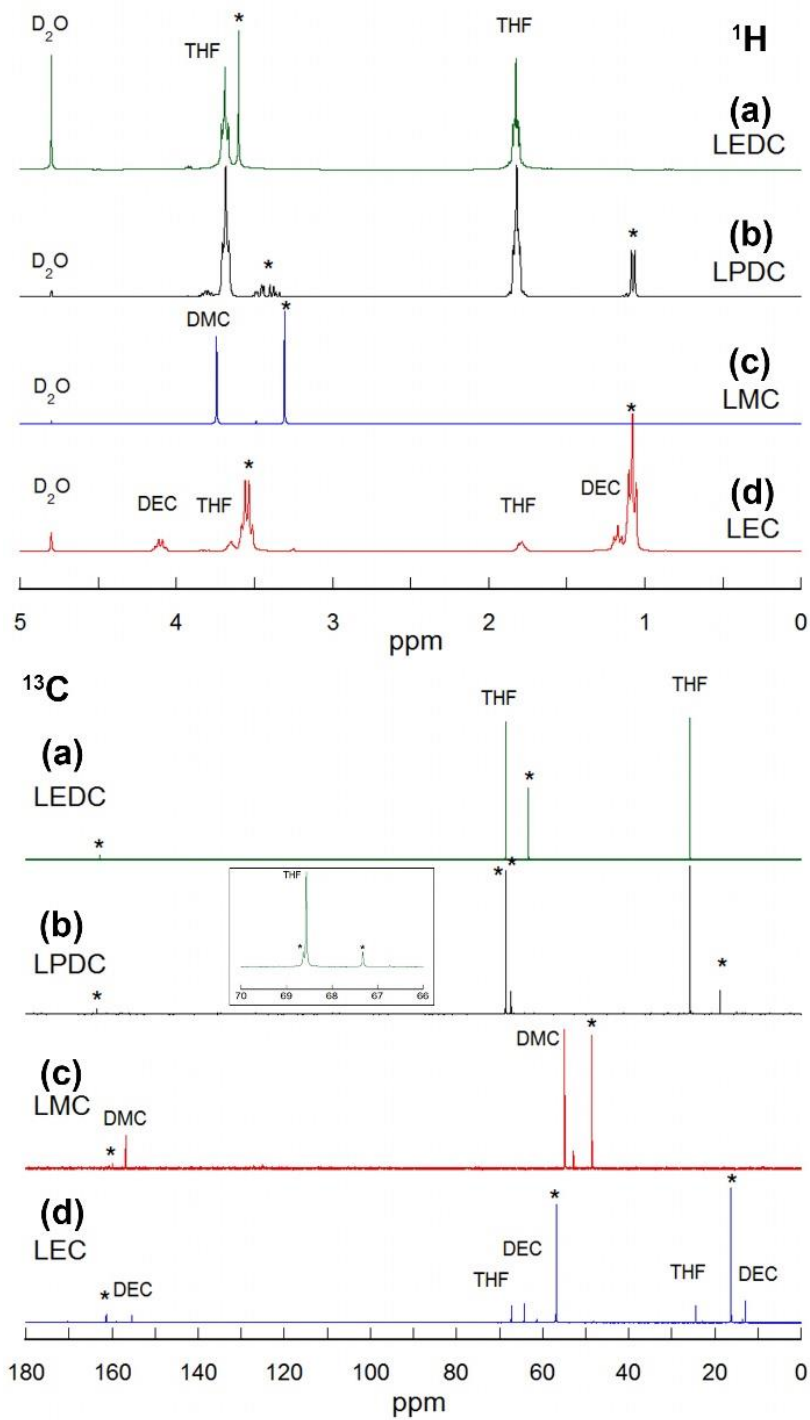 D2O
*
THF
THF
1H
(a)
LEDC
D2O
*
*
(b)
LPDC
DMC
*
D2O
(c)
LMC
*
D2O
DEC
THF
*
THF
DEC
(d)
LEC
5 4 3 2 1 0
ppm
13C
THF
THF
(a)
LEDC
*
*
*
*
THF
*
*
70 69 68 67 66
(b)
LPDC
*
*
(c)
LMC
DMC
*
DMC
*
(d)
LEC
*
DEC
THF
DEC
*
THF
*
DEC
180 160 140 120 100 80 60 40 20 0
ppm